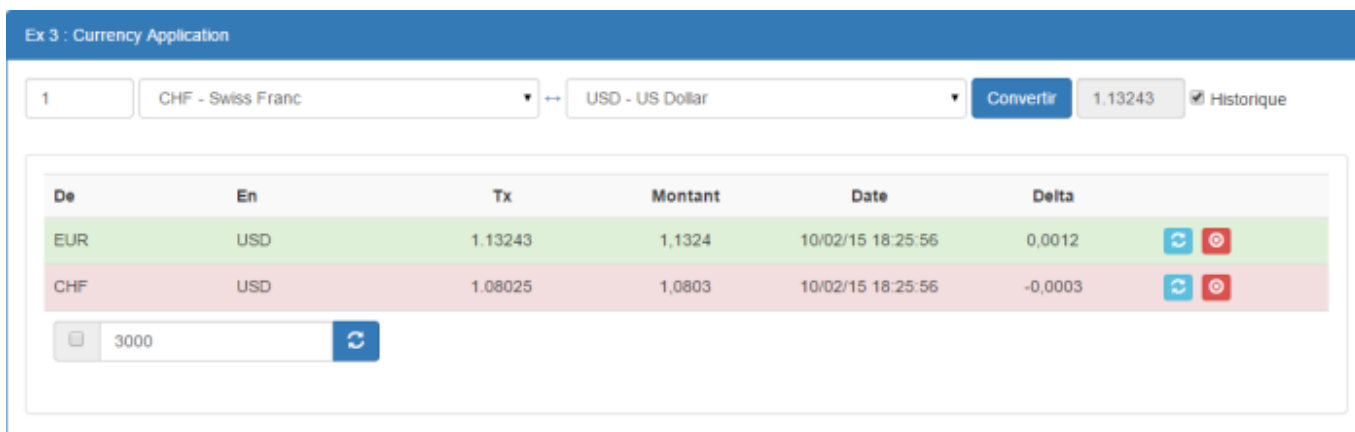 Ex 3 : Currency Application
1 CHF - Swiss Franc ↔ USD - US Dollar Convertir 1.13243 Historique
De En Tx Montant Date Delta
EUR USD 1.13243 1,1324 10/02/15 18:25:56 0,0012
CHF USD 1.08025 1,0803 10/02/15 18:25:56 -0,0003
3000